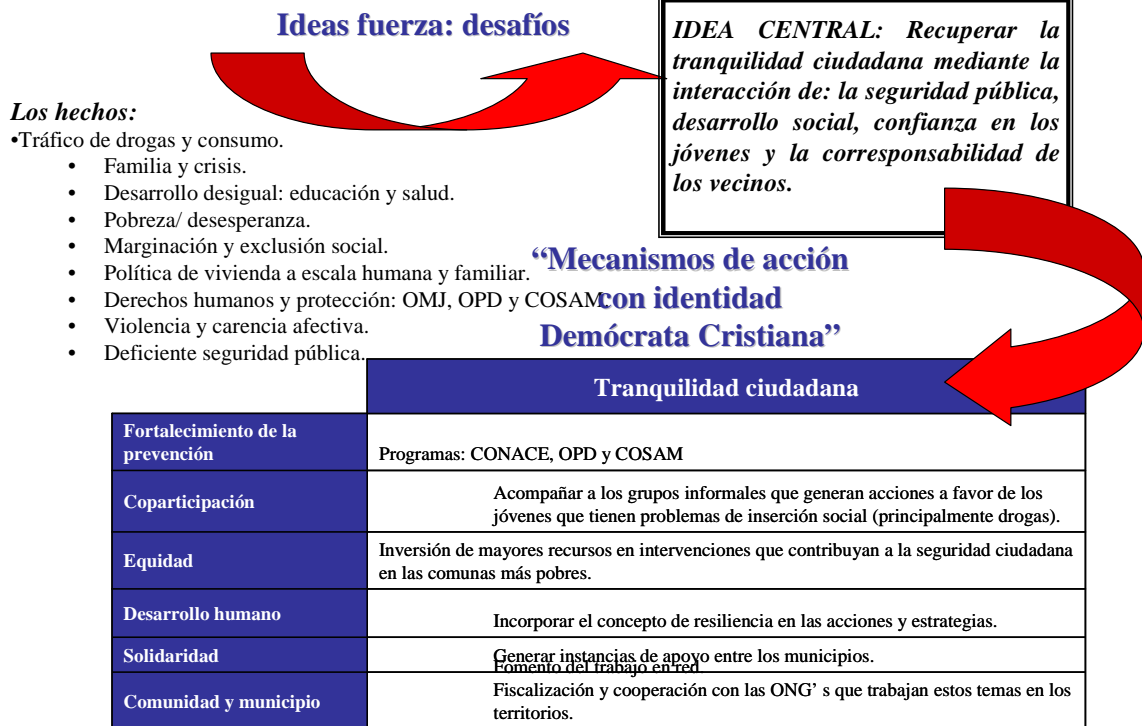 Ideas fuerza: desafíos
IDEA CENTRAL: Recuperar la
tranquilidad ciudadana mediante la
interacción de: la seguridad pública,
desarrollo social, confianza en los
jóvenes y la corresponsabilidad de
los vecinos.
Los hechos:
•Tráfico de drogas y consumo.
• Familia y crisis.
• Desarrollo desigual: educación y salud.
• Pobreza/ desesperanza.
• Marginación y exclusión social.
• Política de vivienda a escala humana y familiar.
• Derechos humanos y protección: OMJ, OPD y COSAM.
• Violencia y carencia afectiva.
• Deficiente seguridad pública.
“Mecanismos de acción
con identidad
Demócrata Cristiana”
Tranquilidad ciudadana
Fortalecimiento de la
prevención
Programas: CONACE, OPD y COSAM
Coparticipación
Acompañar a los grupos informales que generan acciones a favor de los
jóvenes que tienen problemas de inserción social (principalmente drogas).
Equidad
Inversión de mayores recursos en intervenciones que contribuyan a la seguridad ciudadana
en las comunas más pobres.
Desarrollo humano
Incorporar el concepto de resiliencia en las acciones y estrategias.
Solidaridad
Generar instancias de apoyo entre los municipios.
Comunidad y municipio
Fomento del trabajo en red.
Fiscalización y cooperación con las ONG’ s que trabajan estos temas en los
territorios.